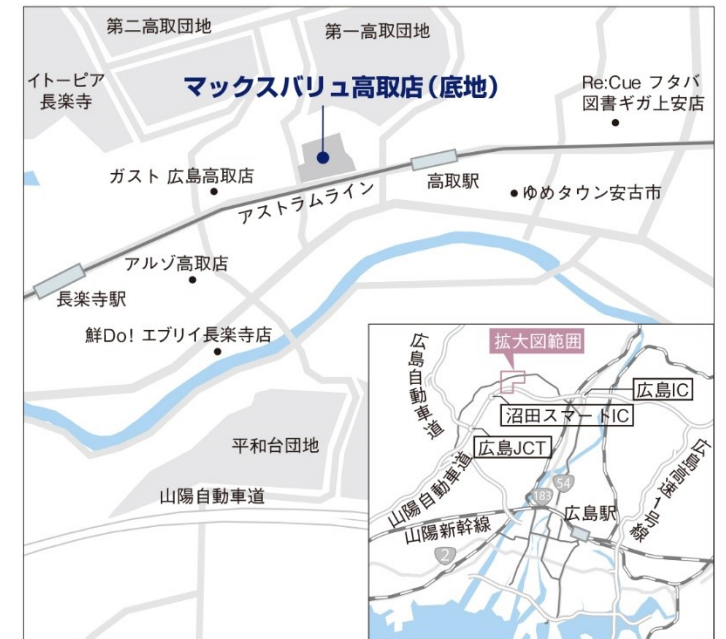 第二高取団地
第一高取団地
イトーピア
長楽寺
マックスバリュ高取店(底地)
Re:Cue フタバ
図書ギガ上安店
ガスト 広島高取店
高取駅
アストラムライン
ゆめタウン安古市
アルゾ高取店
長楽寺駅
鮮Do! エブリイ長楽寺店
平和台団地
山陽自動車道
拡大図範囲
広島自動車道
広島IC
沼田スマートIC
広島JCT
広島高速1号線
山陽自動車道
54
183
広島駅
山陽新幹線
2